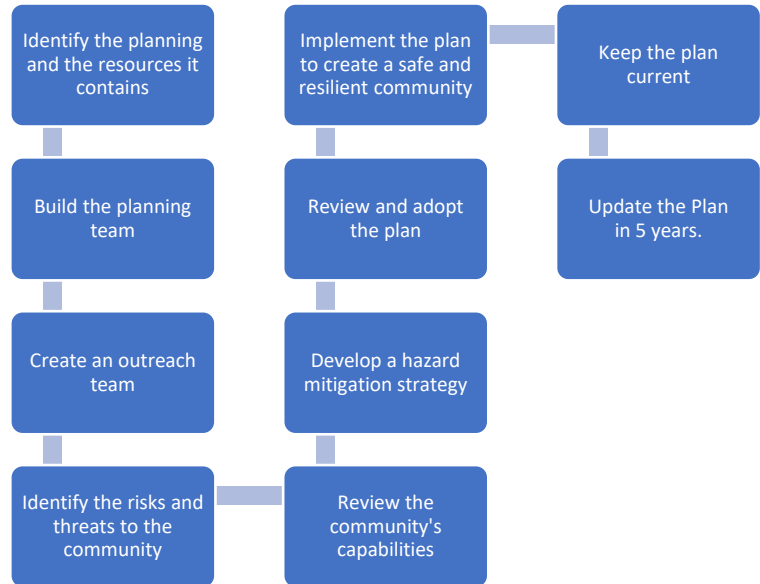 Identify the planning
and the resources it
contains
Build the planning
team
Create an outreach
team
Identify the risks and
threats to the
community
Review the
community's
capabilities
Develop a hazard
mitigation strategy
Review and adopt
the plan
Implement the plan
to create a safe and
resilient community
Keep the plan
current
Update the Plan
in 5 years.